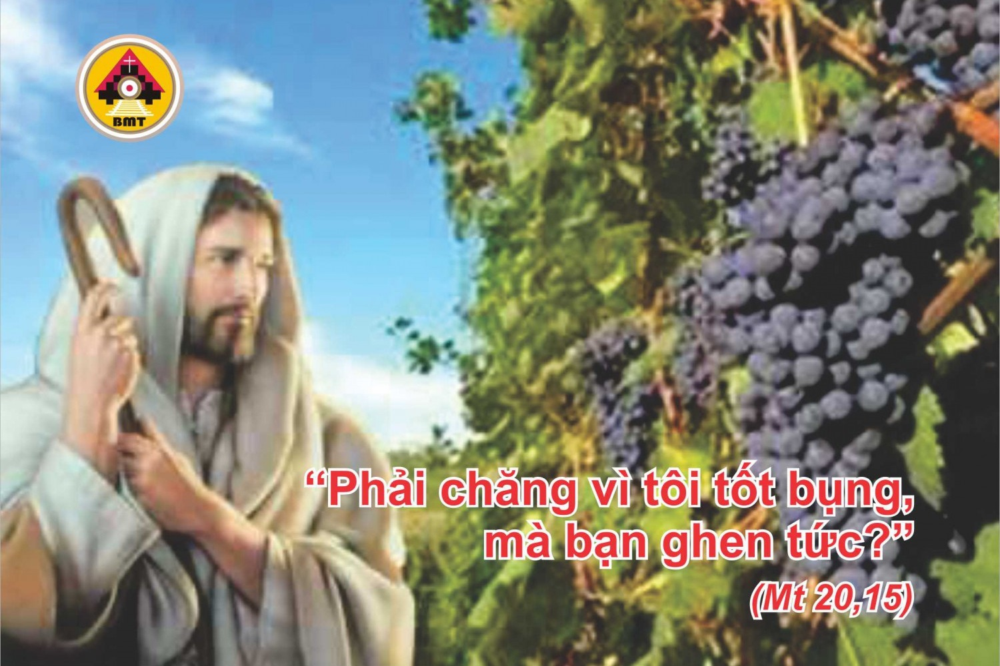 BMT
“Phải chăng vì tôi tốt bụng,
mà bạn ghen tức?”
(Mt 20,15)